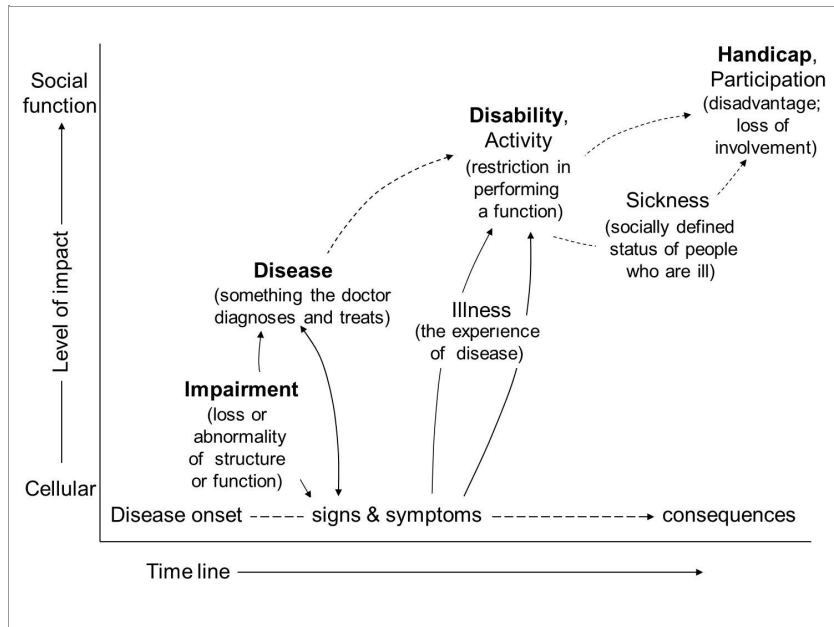 Social
function
Level of impact
Cellular
Handicap,
Participation
(disadvantage;
loss of
involvement)
Disability,
Activity
(restriction in
performing
a function)
Sickness
(socially defined
status of people
who are ill)
Disease
(something the doctor
diagnoses and treats)
Illness
(the experience
of disease)
Impairment
(loss or
abnormality
of structure
or function)
Disease onset signs & symptoms consequences
Time line